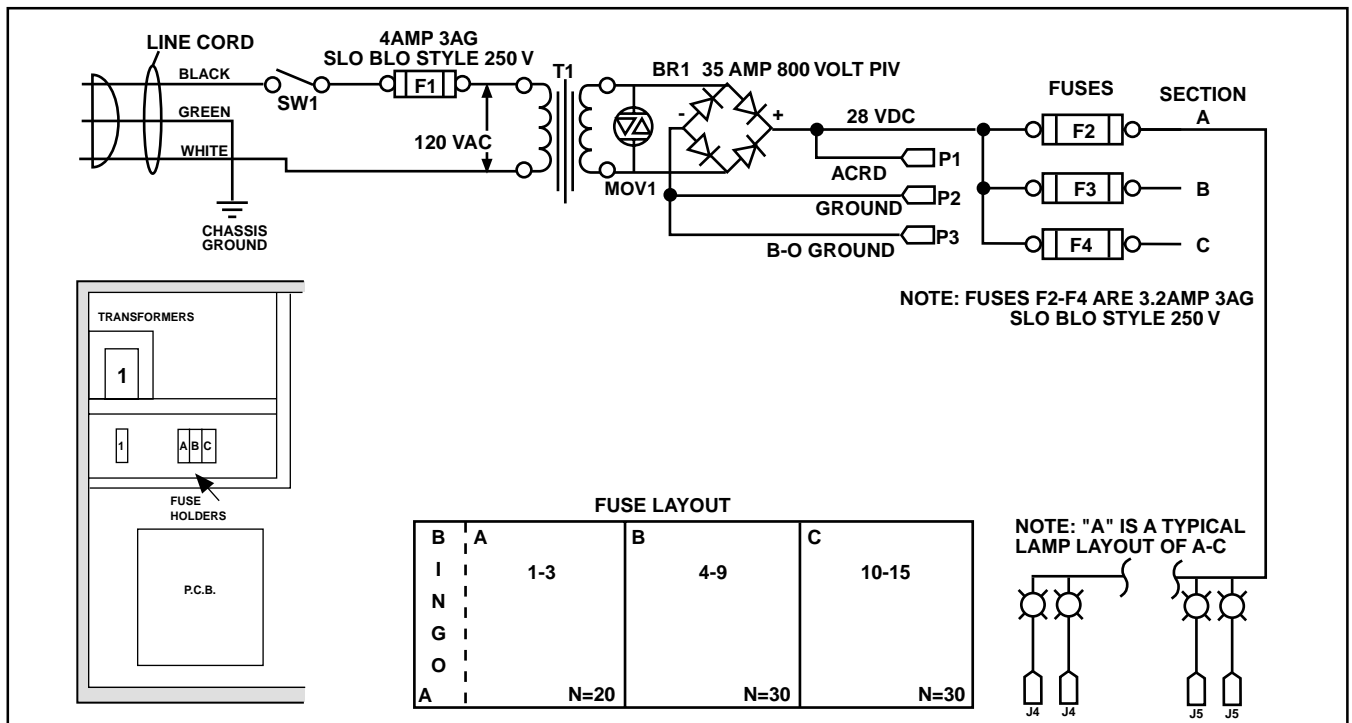 LINE CORD
4AMP 3AG
SLO BLO STYLE 250 V
BLACK
SW1
F1
GREEN
WHITE
120 VAC
T1
CHASSIS
GROUND
MOV1
BR1 35 AMP 800 VOLT PIV
-
+
28 VDC
P1
ACRD
P2
GROUND
P3
B-O GROUND
FUSES
SECTION
F2
A
F3
B
F4
C
NOTE: FUSES F2-F4 ARE 3.2AMP 3AG
SLO BLO STYLE 250 V
TRANSFORMERS
1
1
A B C
FUSE
HOLDERS
P.C.B.
FUSE LAYOUT
B
I
N
G
O
A
A
1-3
N=20
B
4-9
N=30
C
10-15
N=30
NOTE: "A" IS A TYPICAL
LAMP LAYOUT OF A-C
J4
J4
J5
J5